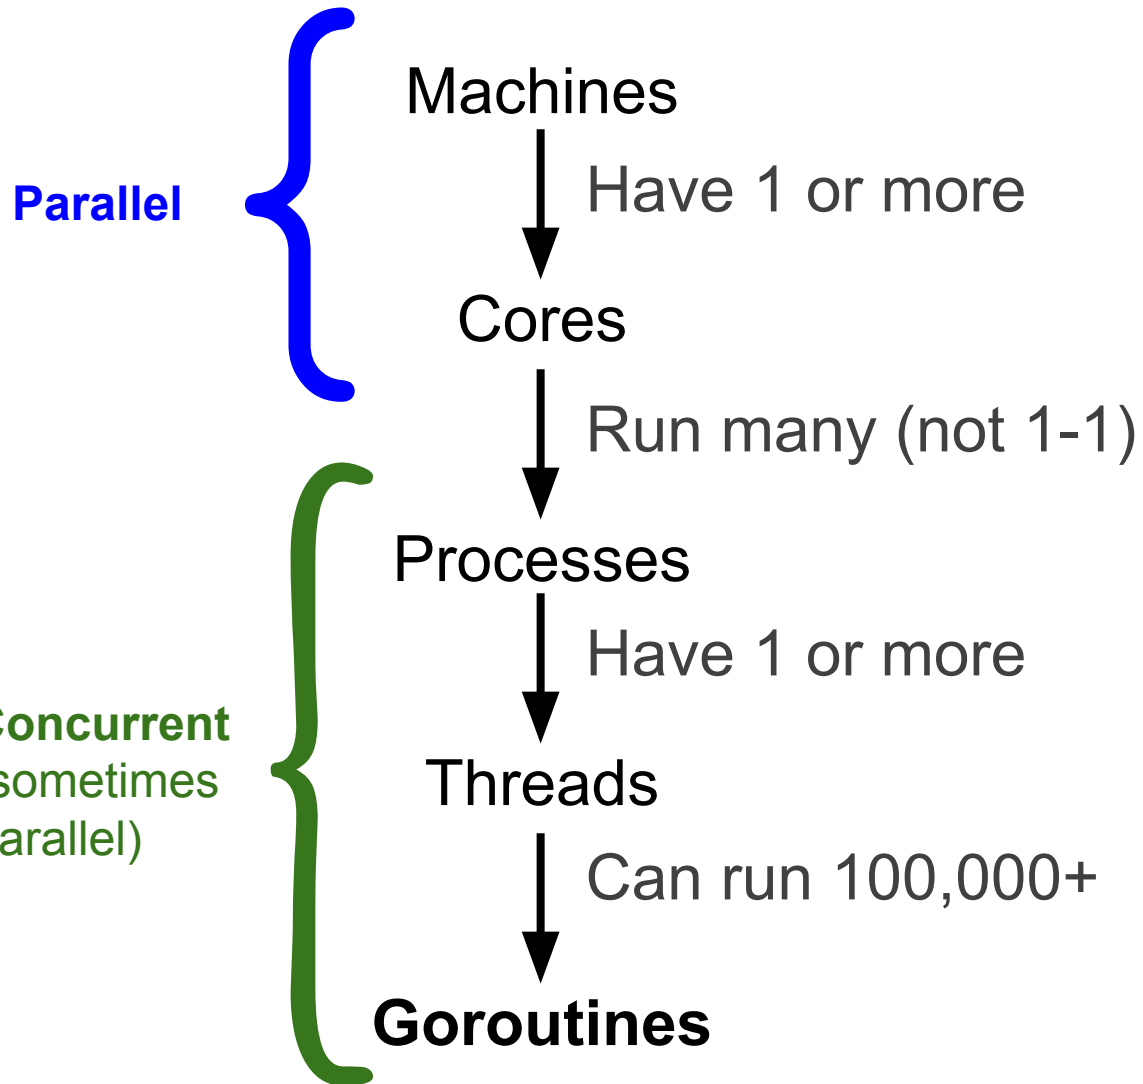 Machines
Parallel
Have 1 or more
Cores
Run many (not 1-1)
Processes
Have 1 or more
Concurrent
sometimes
Threads
arallel)
Can run 100,000+
Goroutines